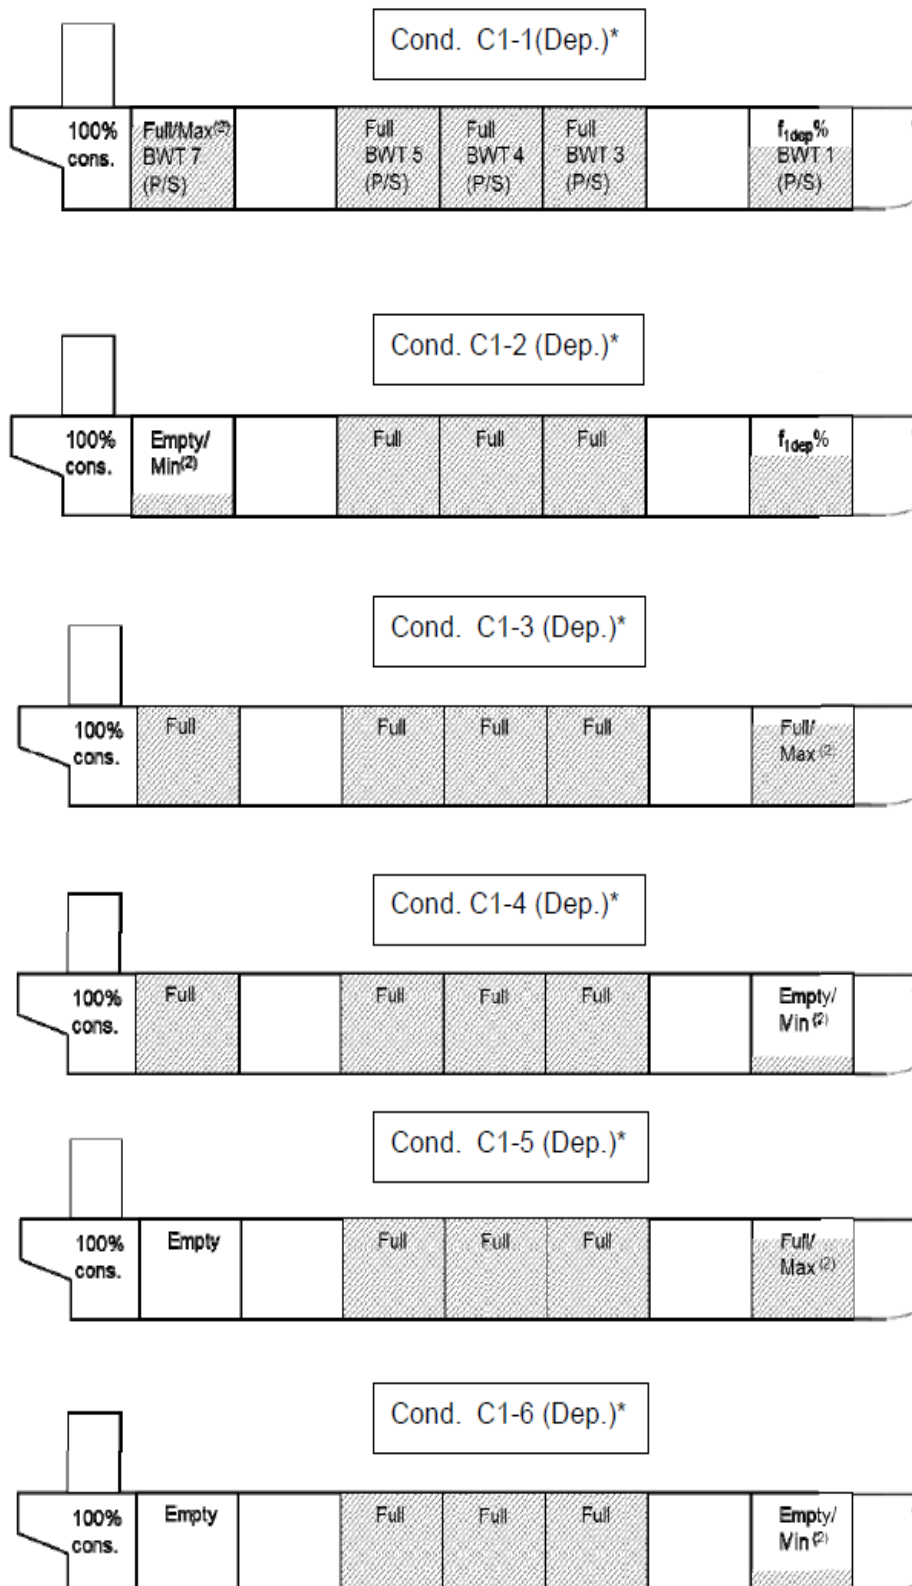 Cond. C1-1(Dep.)*
100%
cons.
Full/Max(2)
BWT 7
(P/S)
Full
BWT 5
(P/S)
Full
BWT 4
(P/S)
Full
BWT 3
(P/S)
f1dep%
BWT 1
(P/S)
Cond. C1-2 (Dep.)*
100%
cons.
Empty/
Min(2)
Full
Full
Full
f1dep%
Cond. C1-3 (Dep.)*
100%
cons.
Full
Full
Full
Full
Full/
Max (2)
Cond. C1-4 (Dep.)*
100%
cons.
Full
Full
Full
Full
Empty/
Min (2)
Cond. C1-5 (Dep.)*
100%
cons.
Empty
Full
Full
Full
Full/
Max (2)
Cond. C1-6 (Dep.)*
100%
cons.
Empty
Full
Full
Full
Empty/
Min (2)